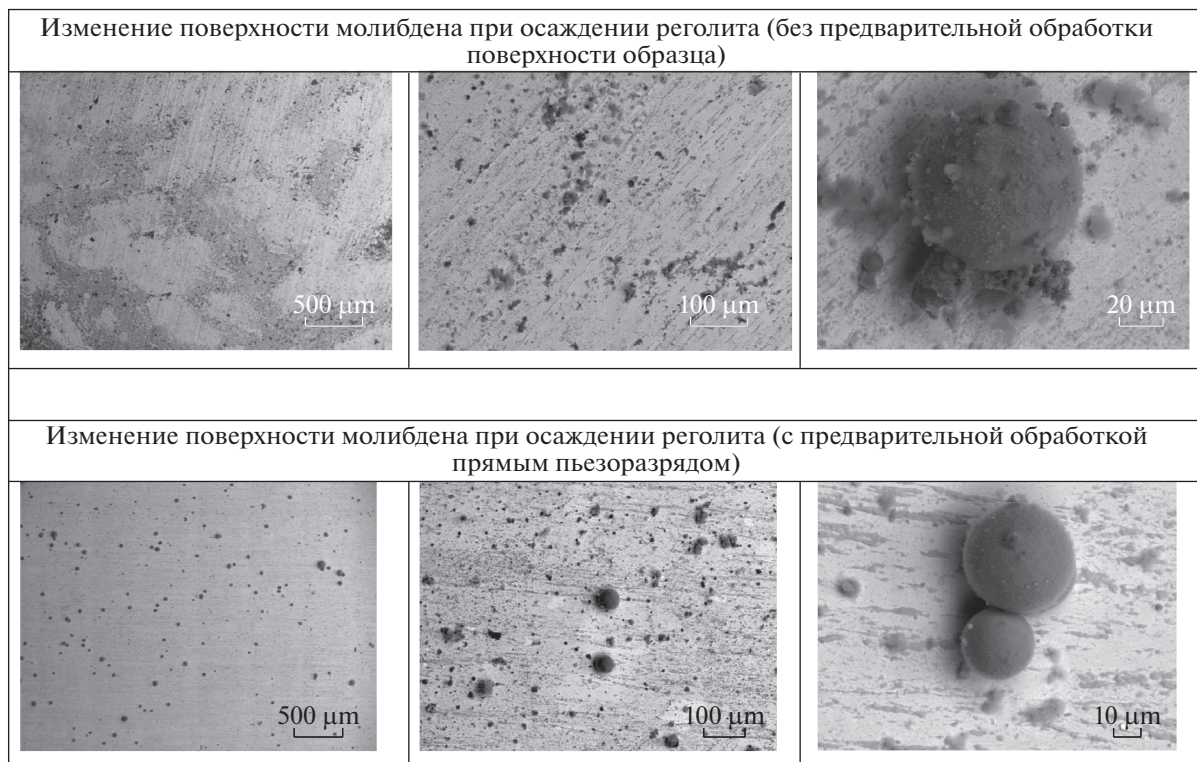 Изменение поверхности молибдена при осаждении реголита (без предварительной обработки
поверхности образца)
500 μm
100 μm
20 μm
Изменение поверхности молибдена при осаждении реголита (с предварительной обработкой
прямым пьезоразрядом)
500 μm
100 μm
10 μm